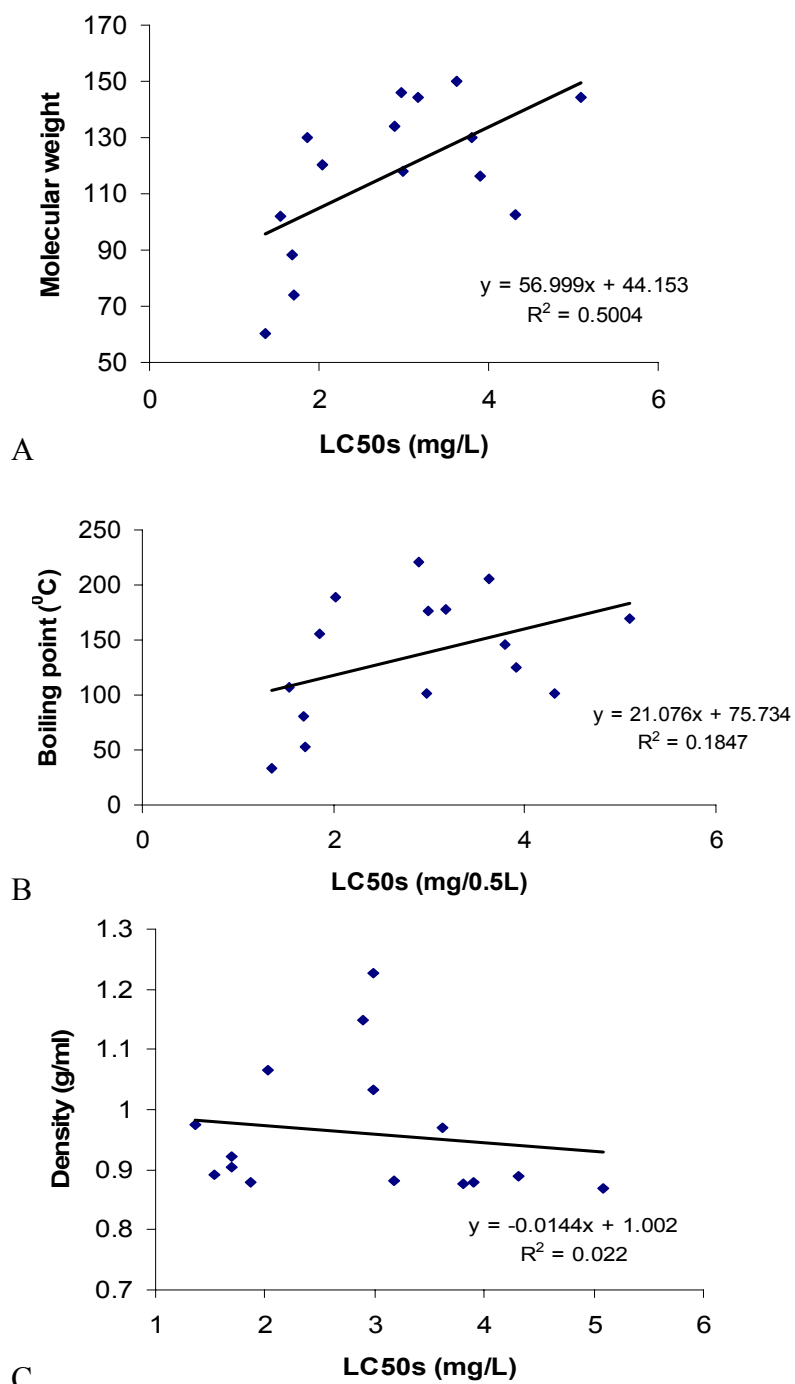 170
150
130
110
90
70
50
0 2 4 6
Molecular weight
y = 56.999x + 44.153
R² = 0.5004
LC50s (mg/L)
A
250
200
150
100
50
0
0 2 4 6
Boiling point (⁰C)
y = 21.076x + 75.734
R² = 0.1847
LC50s (mg/0.5L)
B
1.3
1.2
1.1
1
0.9
0.8
0.7
1 2 3 4 5 6
Density (g/ml)
y = -0.0144x + 1.002
R² = 0.022
LC50s (mg/L)
C